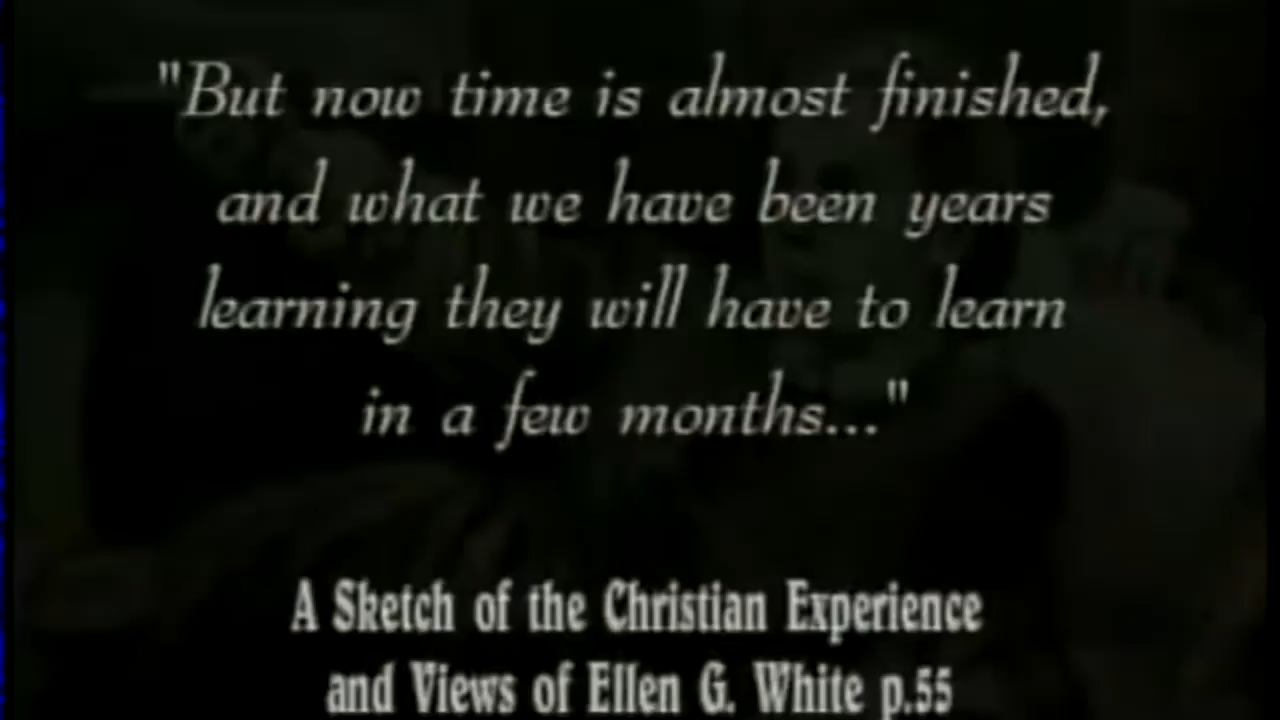 "But now time is almost finished,
and what we have been years
learning they will have to learn
in a few months..."
A Sketch of the Christian Experience
and Views of Ellen G. White p.55